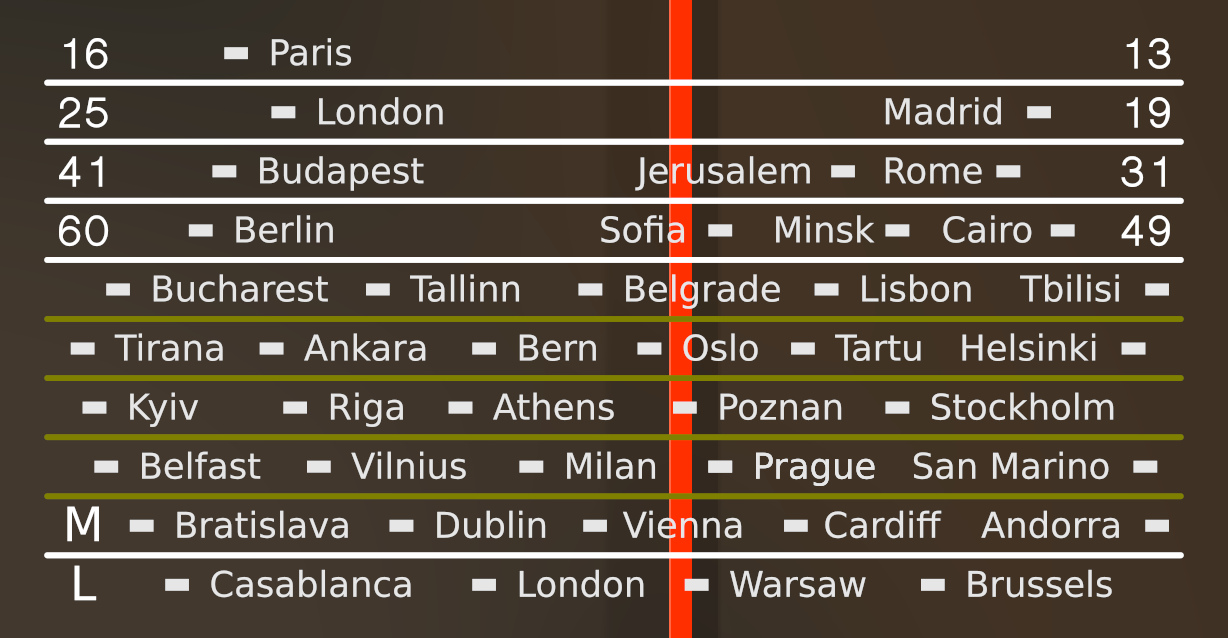 16 Paris 13
25 London Madrid 19
41 Budapest Jerusalem Rome 31
60 Berlin Sofia Minsk Cairo 49
Bucharest Tallinn Belgrade Lisbon Tbilisi
Tirana Ankara Bern Oslo Tartu Helsinki
Kyiv Riga Athens Poznan Stockholm
Belfast Vilnius Milan Prague San Marino
M Bratislava Dublin Vienna Cardiff Andorra
L Casablanca London Warsaw Brussels